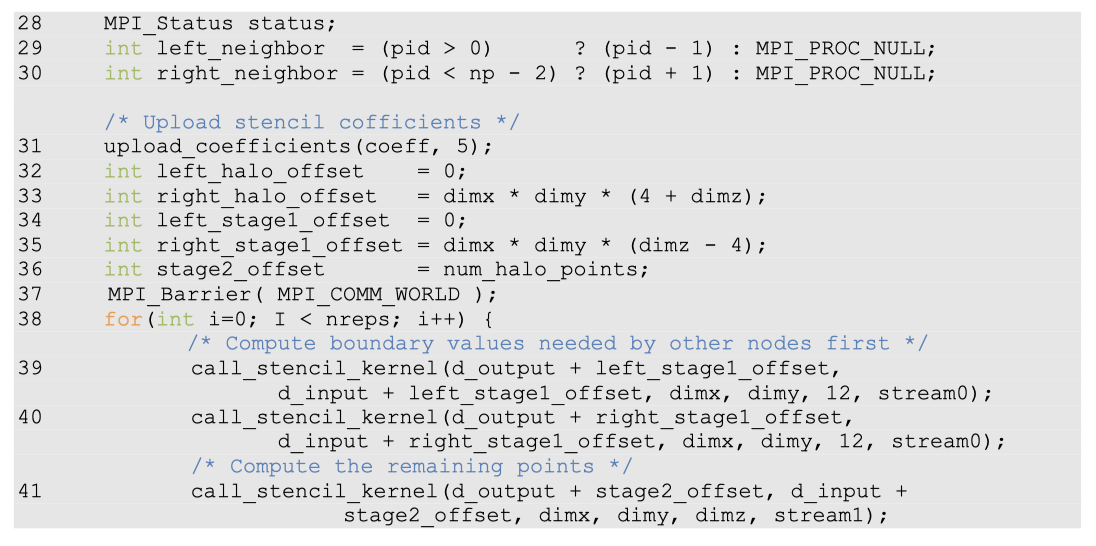 28 MPI_Status status;
29 int left_neighbor = (pid > 0) ? (pid - 1) : MPI_PROC_NULL;
30 int right_neighbor = (pid < np - 2) ? (pid + 1) : MPI_PROC_NULL;
/* Upload stencil cofficients */
31 upload_coefficients(coeff, 5);
32 int left_halo_offset = 0;
33 int right_halo_offset = dimx * dimy * (4 + dimz);
34 int left_stage1_offset = 0;
35 int right_stage1_offset = dimx * dimy * (dimz - 4);
36 int stage2_offset = num_halo_points;
37 MPI_Barrier( MPI_COMM_WORLD );
38 for(int i=0; I < nreps; i++) {
/* Compute boundary values needed by other nodes first */
39 call_stencil_kernel(d_output + left_stage1_offset,
d_input + left_stage1_offset, dimx, dimy, 12, stream0);
40 call_stencil_kernel(d_output + right_stage1_offset,
d_input + right_stage1_offset, dimx, dimy, 12, stream0);
/* Compute the remaining points */
41 call_stencil_kernel(d_output + stage2_offset, d_input +
stage2_offset, dimx, dimy, dimz, stream1);